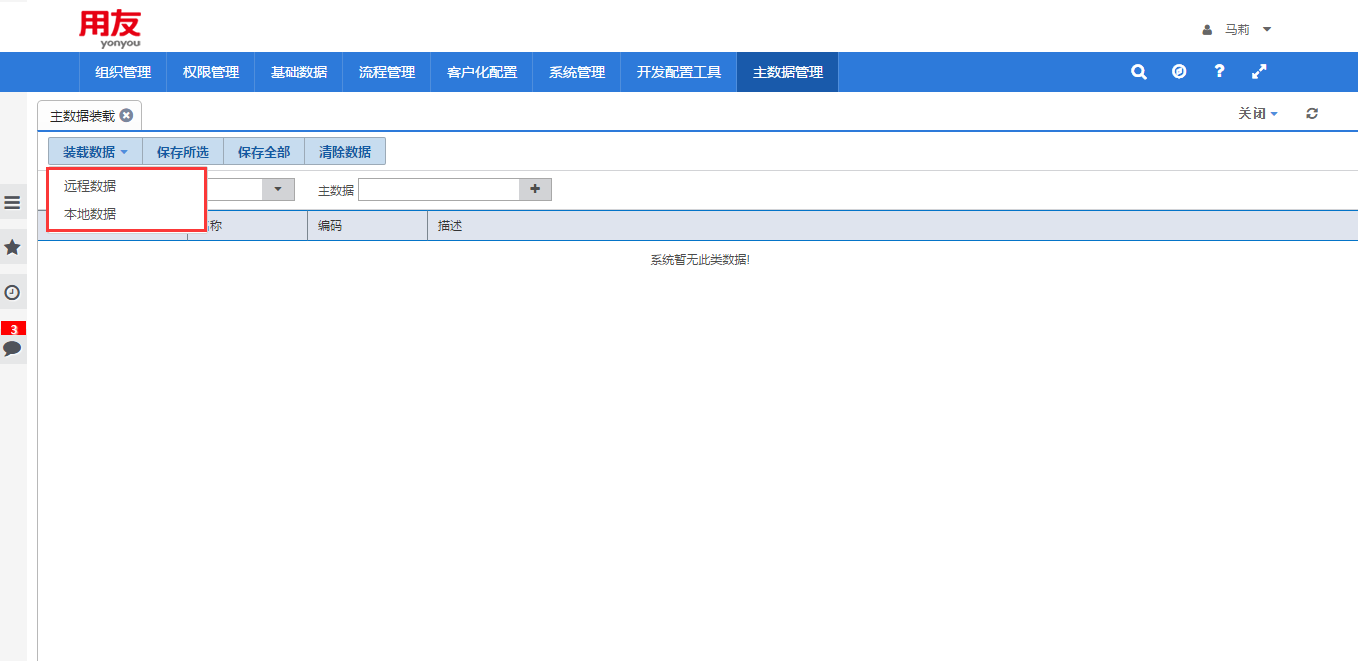 用友
yonyou
马莉
组织管理 权限管理 基础数据 流程管理 客户化配置 系统管理 开发配置工具 主数据管理
主数据装载 关闭
装载数据 保存所选 保存全部 清除数据
远程数据 主数据
本地数据
称 编码 描述
系统暂无此类数据!
3